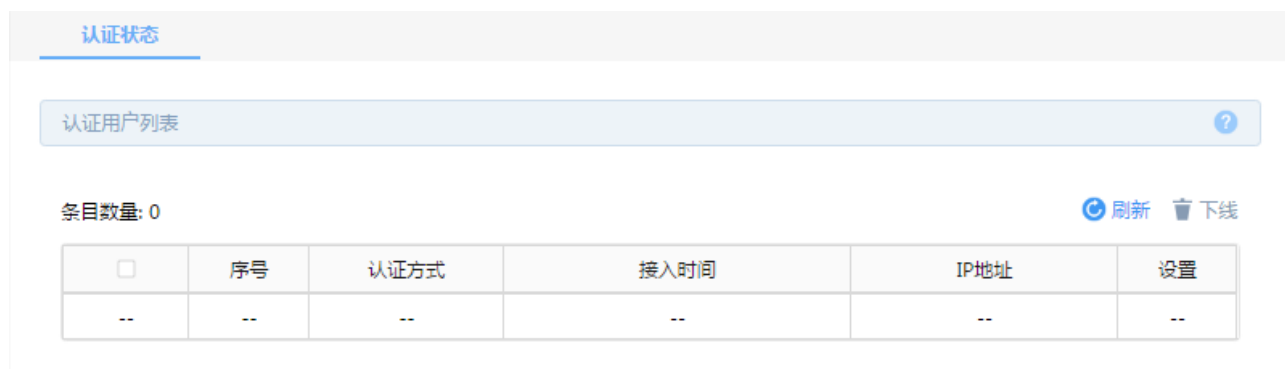 认证状态
认证用户列表 ?
条目数量: 0 刷新 下线
序号 认证方式 接入时间 IP地址 设置
-- -- -- -- -- --